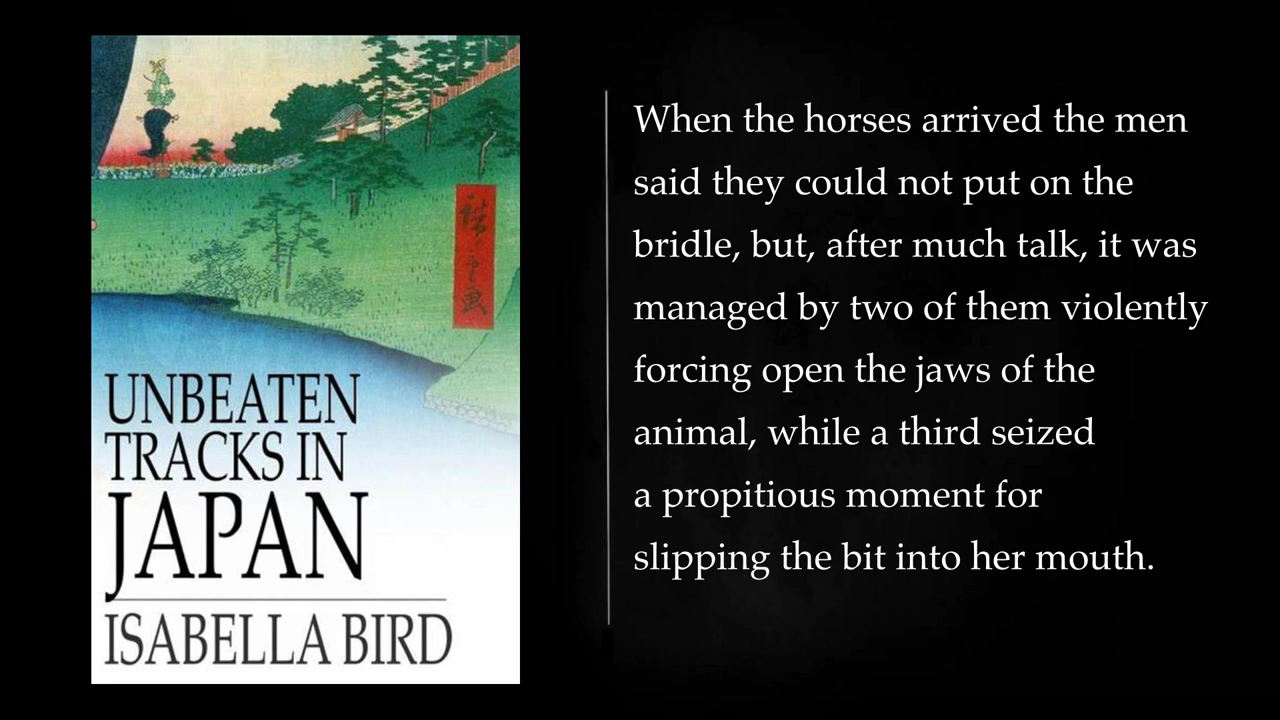 UNBEATEN
TRACKS IN
JAPAN
ISABELLA BIRD
When the horses arrived the men
said they could not put on the
bridle, but, after much talk, it was
managed by two of them violently
forcing open the jaws of the
animal, while a third seized
a propitious moment for
slipping the bit into her mouth.